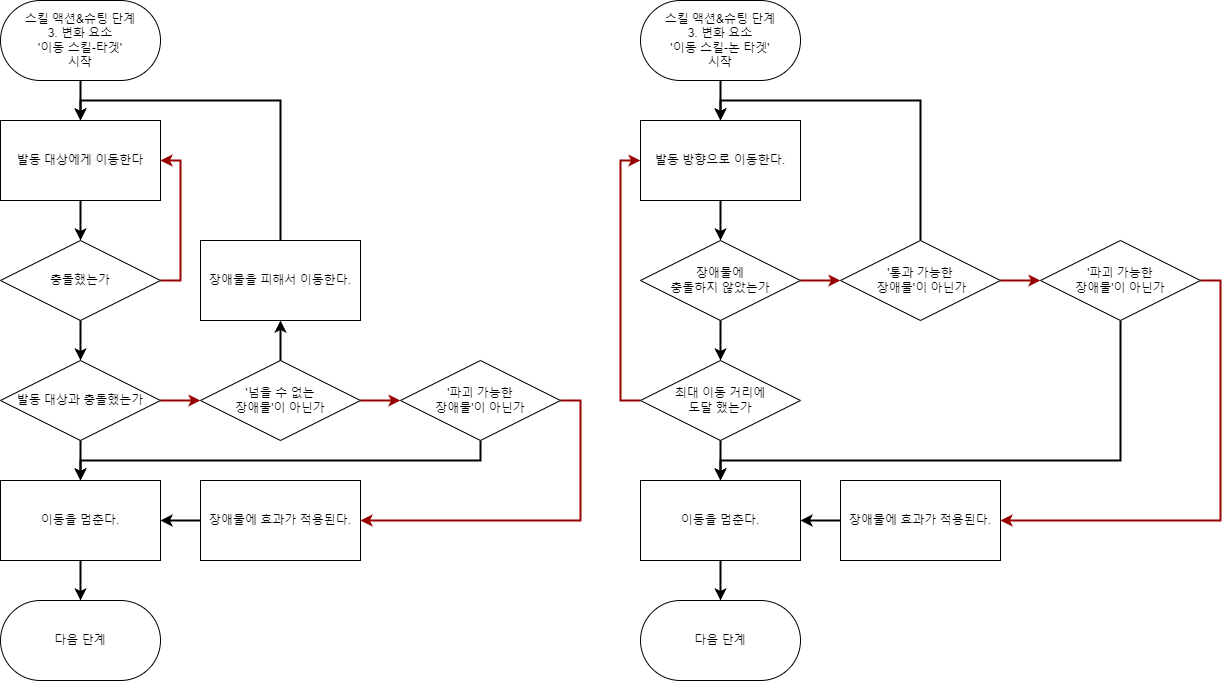 스킬 액션&슈팅 단계
3. 변화 요소
'이동 스킬-타겟'
시작
발동 대상에게 이동한다
충돌했는가
장애물을 피해서 이동한다.
발동 대상과 충돌했는가
'넘을 수 없는
장애물'이 아닌가
'파괴 가능한
장애물'이 아닌가
이동을 멈춘다.
장애물에 효과가 적용된다.
다음 단계
스킬 액션&슈팅 단계
3. 변화 요소
'이동 스킬-논 타겟'
시작
발동 방향으로 이동한다.
장애물에
충돌하지 않았는가
'통과 가능한
장애물'이 아닌가
'파괴 가능한
장애물'이 아닌가
최대 이동 거리에
도달 했는가
이동을 멈춘다.
장애물에 효과가 적용된다.
다음 단계